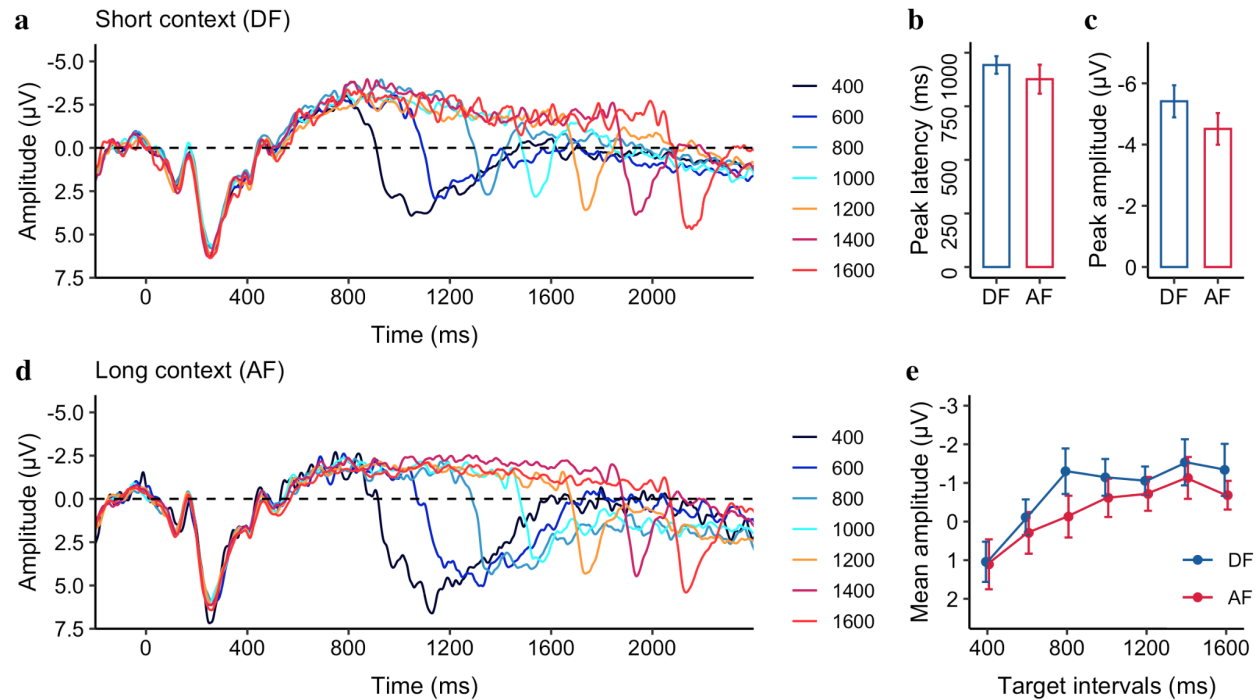 a Short context (DF)
-5.0
-2.5
0.0
2.5
5.0
7.5
Amplitude (µV)
0 400 800 1200 1600 2000
Time (ms)
400
600
800
1000
1200
1400
1600
b
Peak latency (ms)
0 250 500 750 1000
DF AF
c
Peak amplitude (µV)
-6
-4
-2
0
DF AF
d Long context (AF)
-5.0
-2.5
0.0
2.5
5.0
7.5
Amplitude (µV)
0 400 800 1200 1600 2000
Time (ms)
400
600
800
1000
1200
1400
1600
e
-3
-2
-1
0
1
2
Mean amplitude (µV)
DF
AF
400 800 1200 1600
Target intervals (ms)